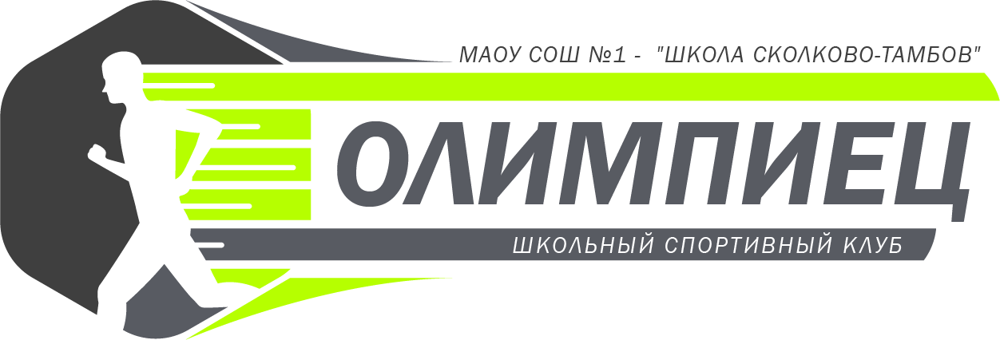 МАОУ СОШ №1 - "ШКОЛА СКОЛКОВО-ТАМБОВ"
ОЛИМПИЕЦ
ШКОЛЬНЫЙ СПОРТИВНЫЙ КЛУБ